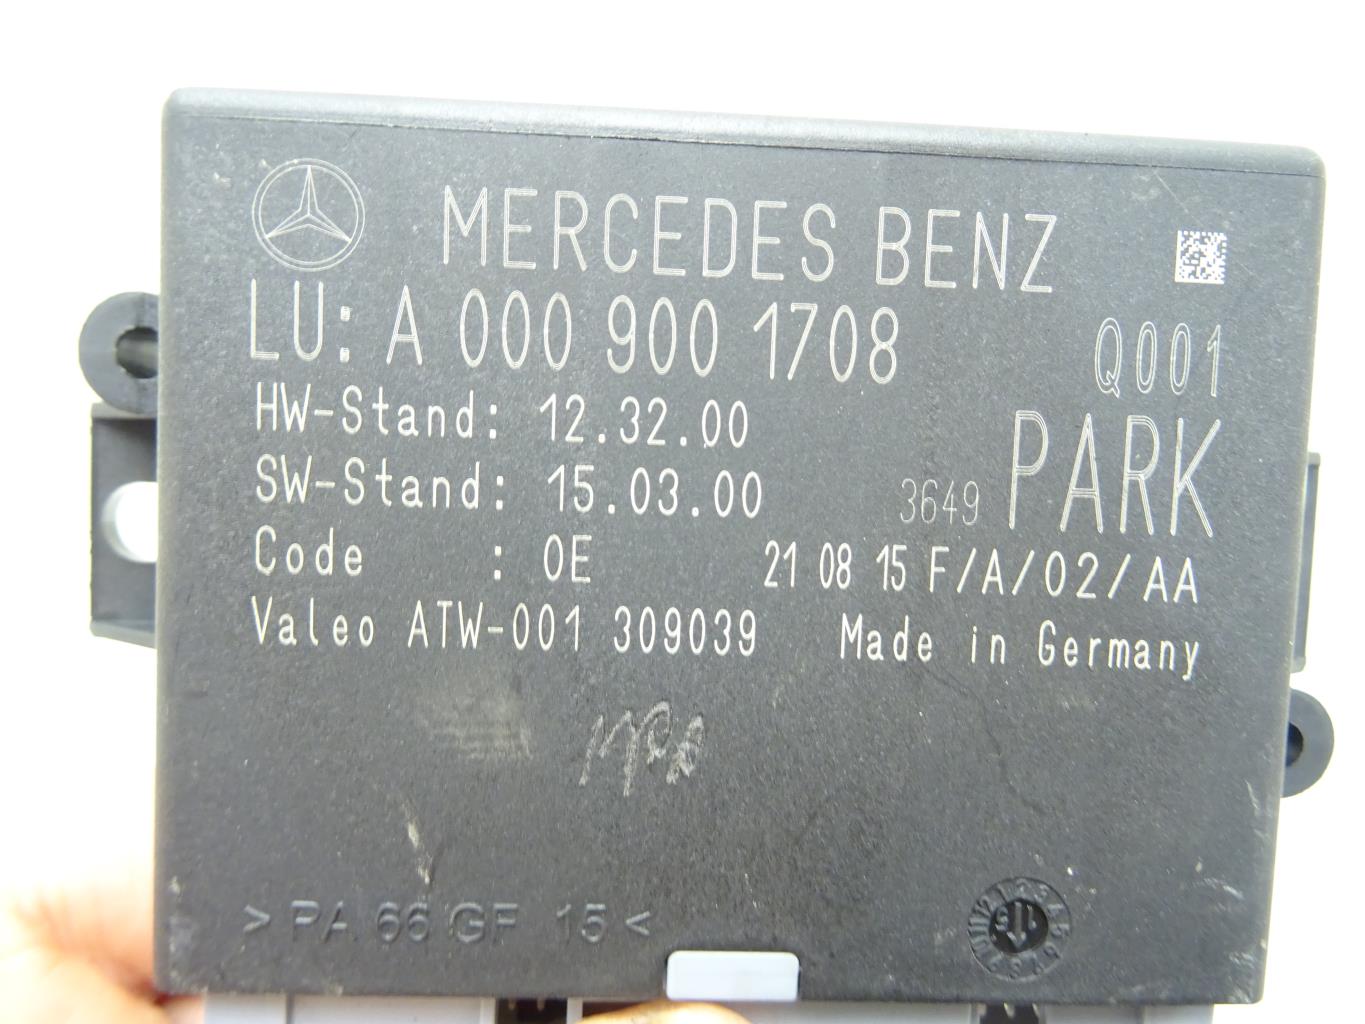 MERCEDES BENZ
LU: A 000 900 1708 Q001
HW-Stand: 12.32.00
SW-Stand: 15.03.00 3649 PARK
Code : 0E 21 08 15 F/A/02/AA
Valeo ATW-001 309039 Made in Germany
> PA 66 GF 15 <